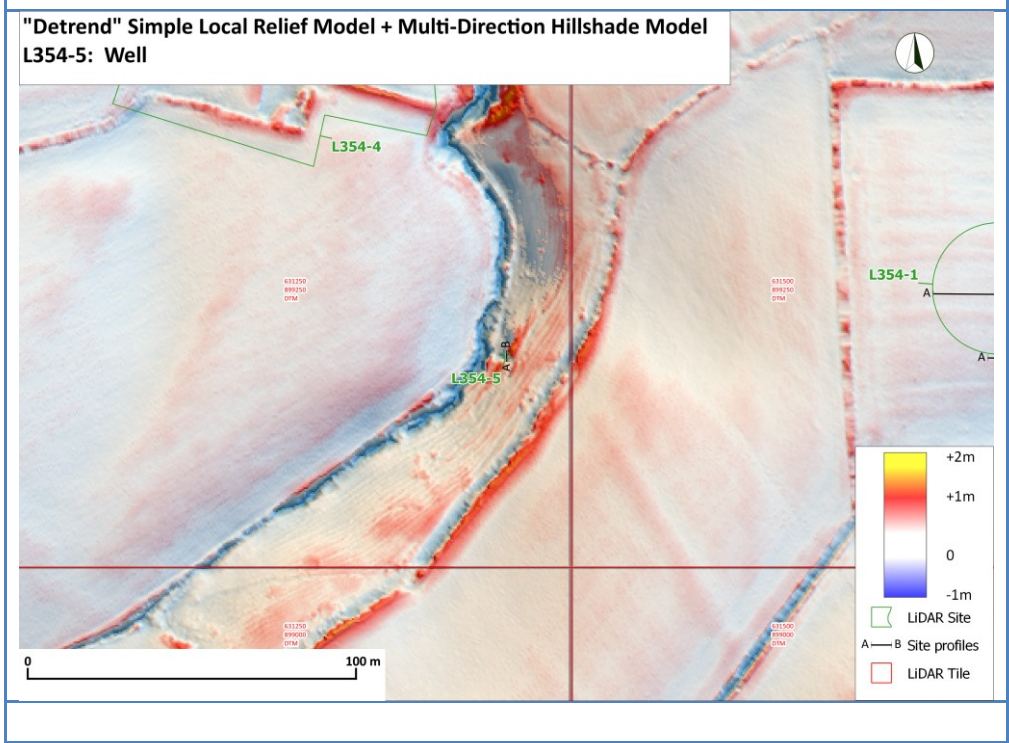 "Detrend" Simple Local Relief Model + Multi-Direction Hillshade Model
L354-5: Well
L354-4
L354-1
A
A
631250
899250
DTM
631500
899250
DTM
A
B
L354-5
+2m
+1m
0
-1m
LiDAR Site
A B Site profiles
LiDAR Tile
631250
899000
DTM
631500
899000
DTM
0 100 m